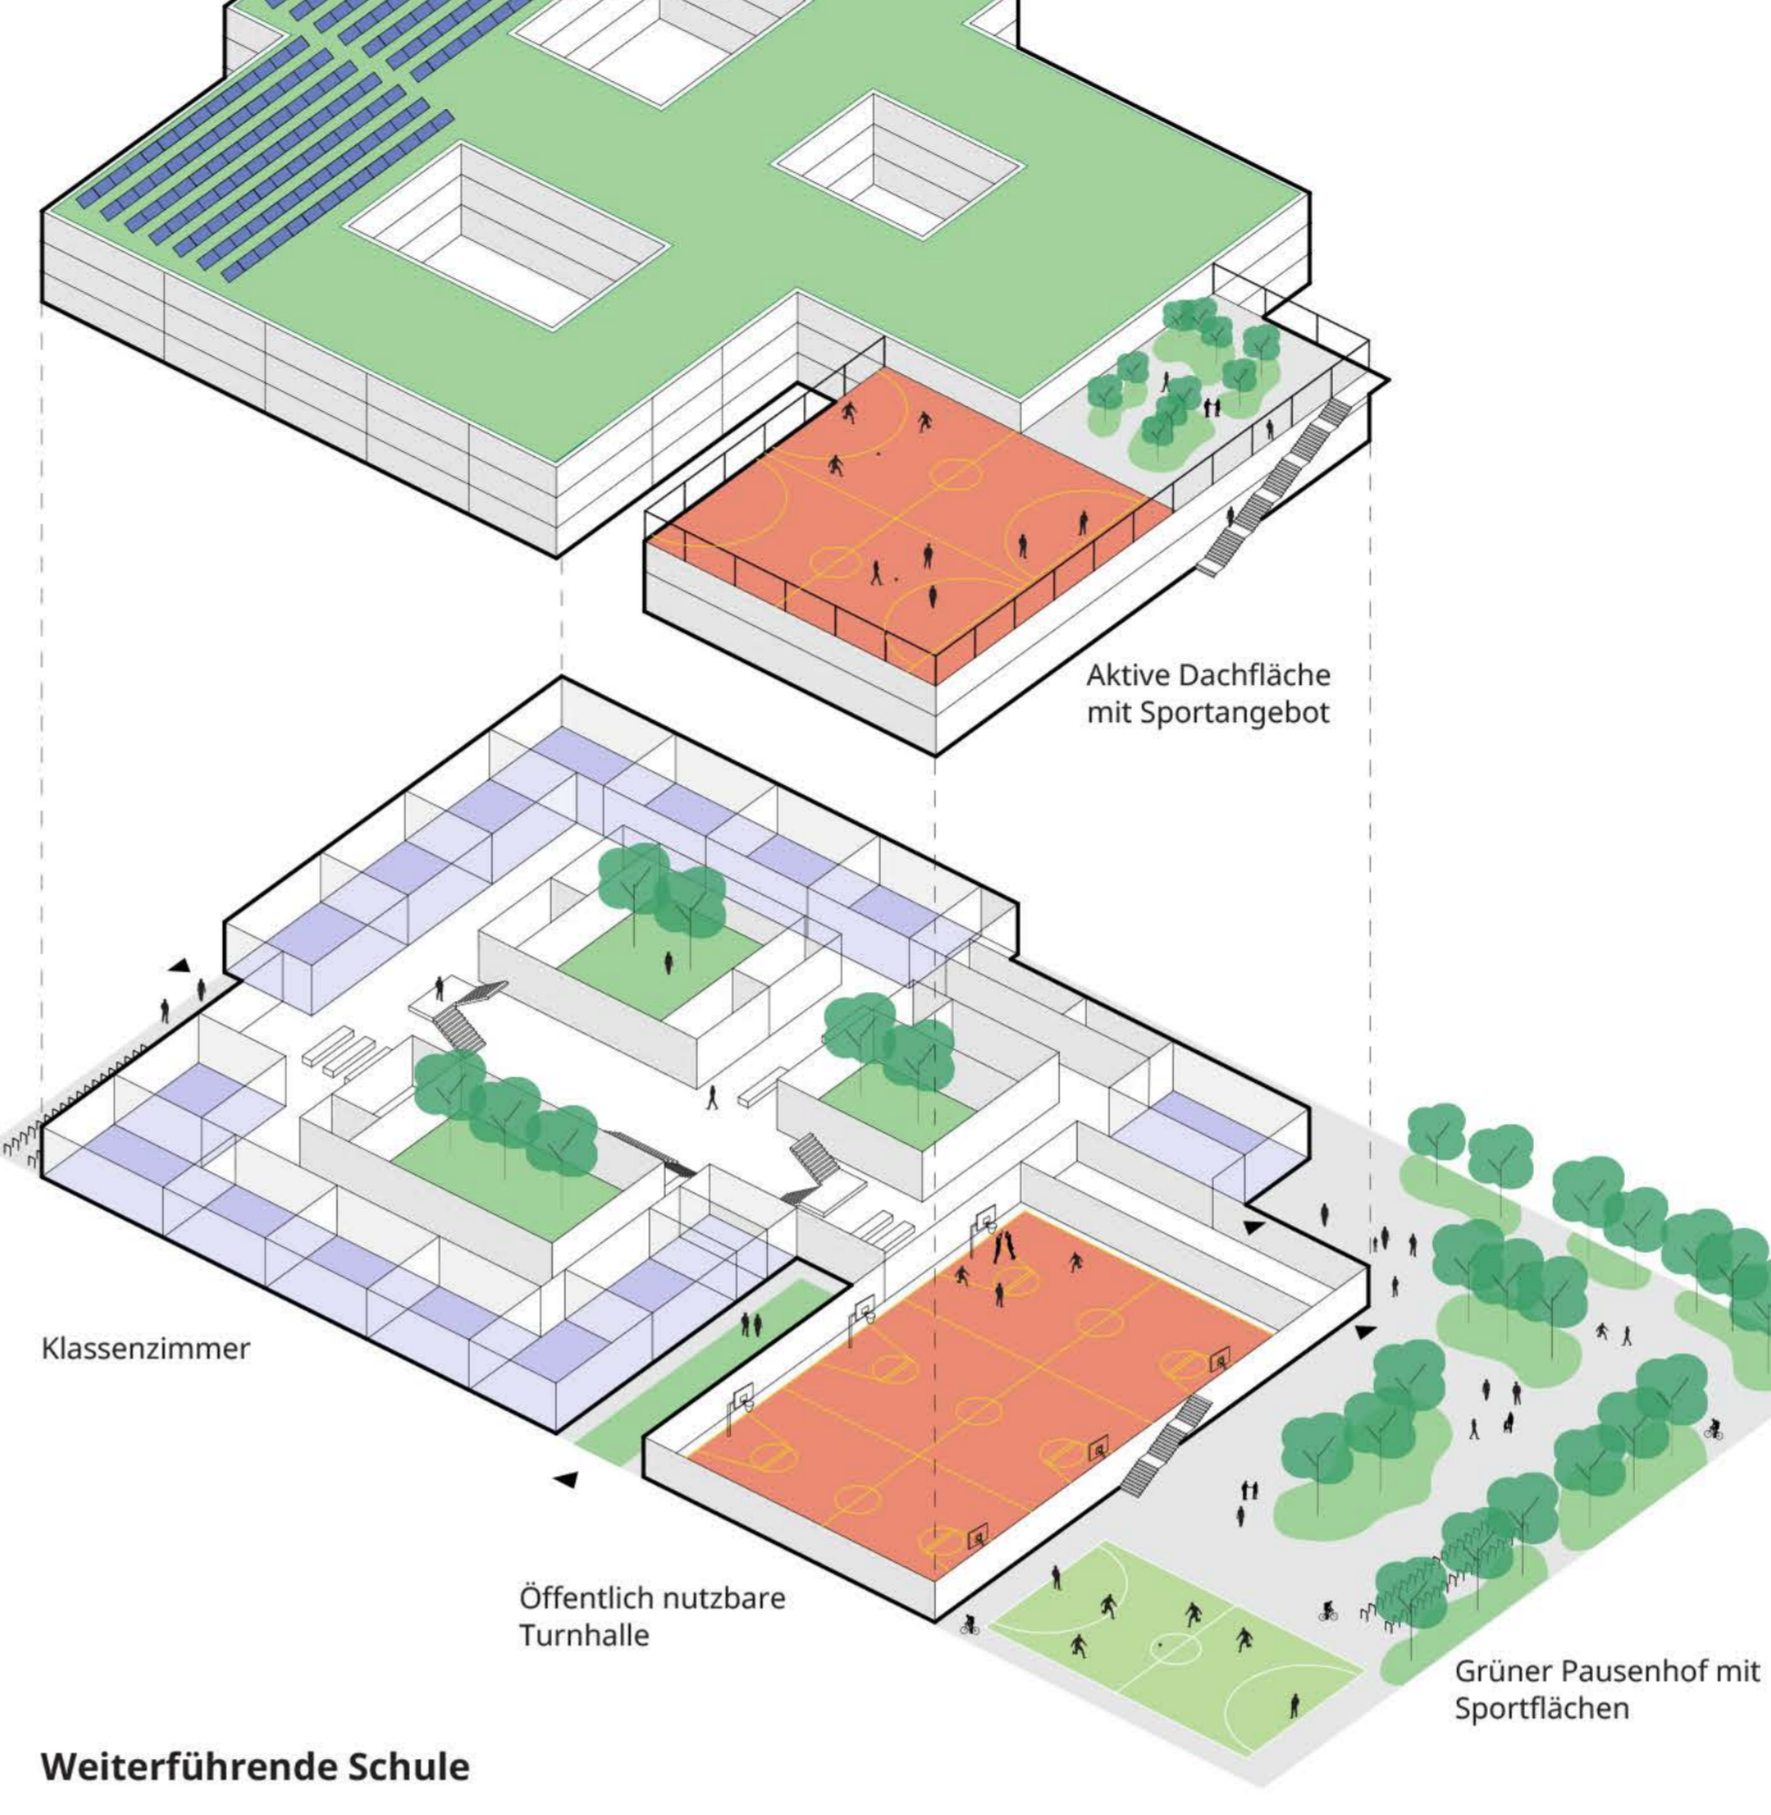 Aktive Dachfläche
mit Sportangebot
Klassenzimmer
Öffentlich nutzbare
Turnhalle
Grüner Pausenhof mit
Sportflächen
Weiterführende Schule